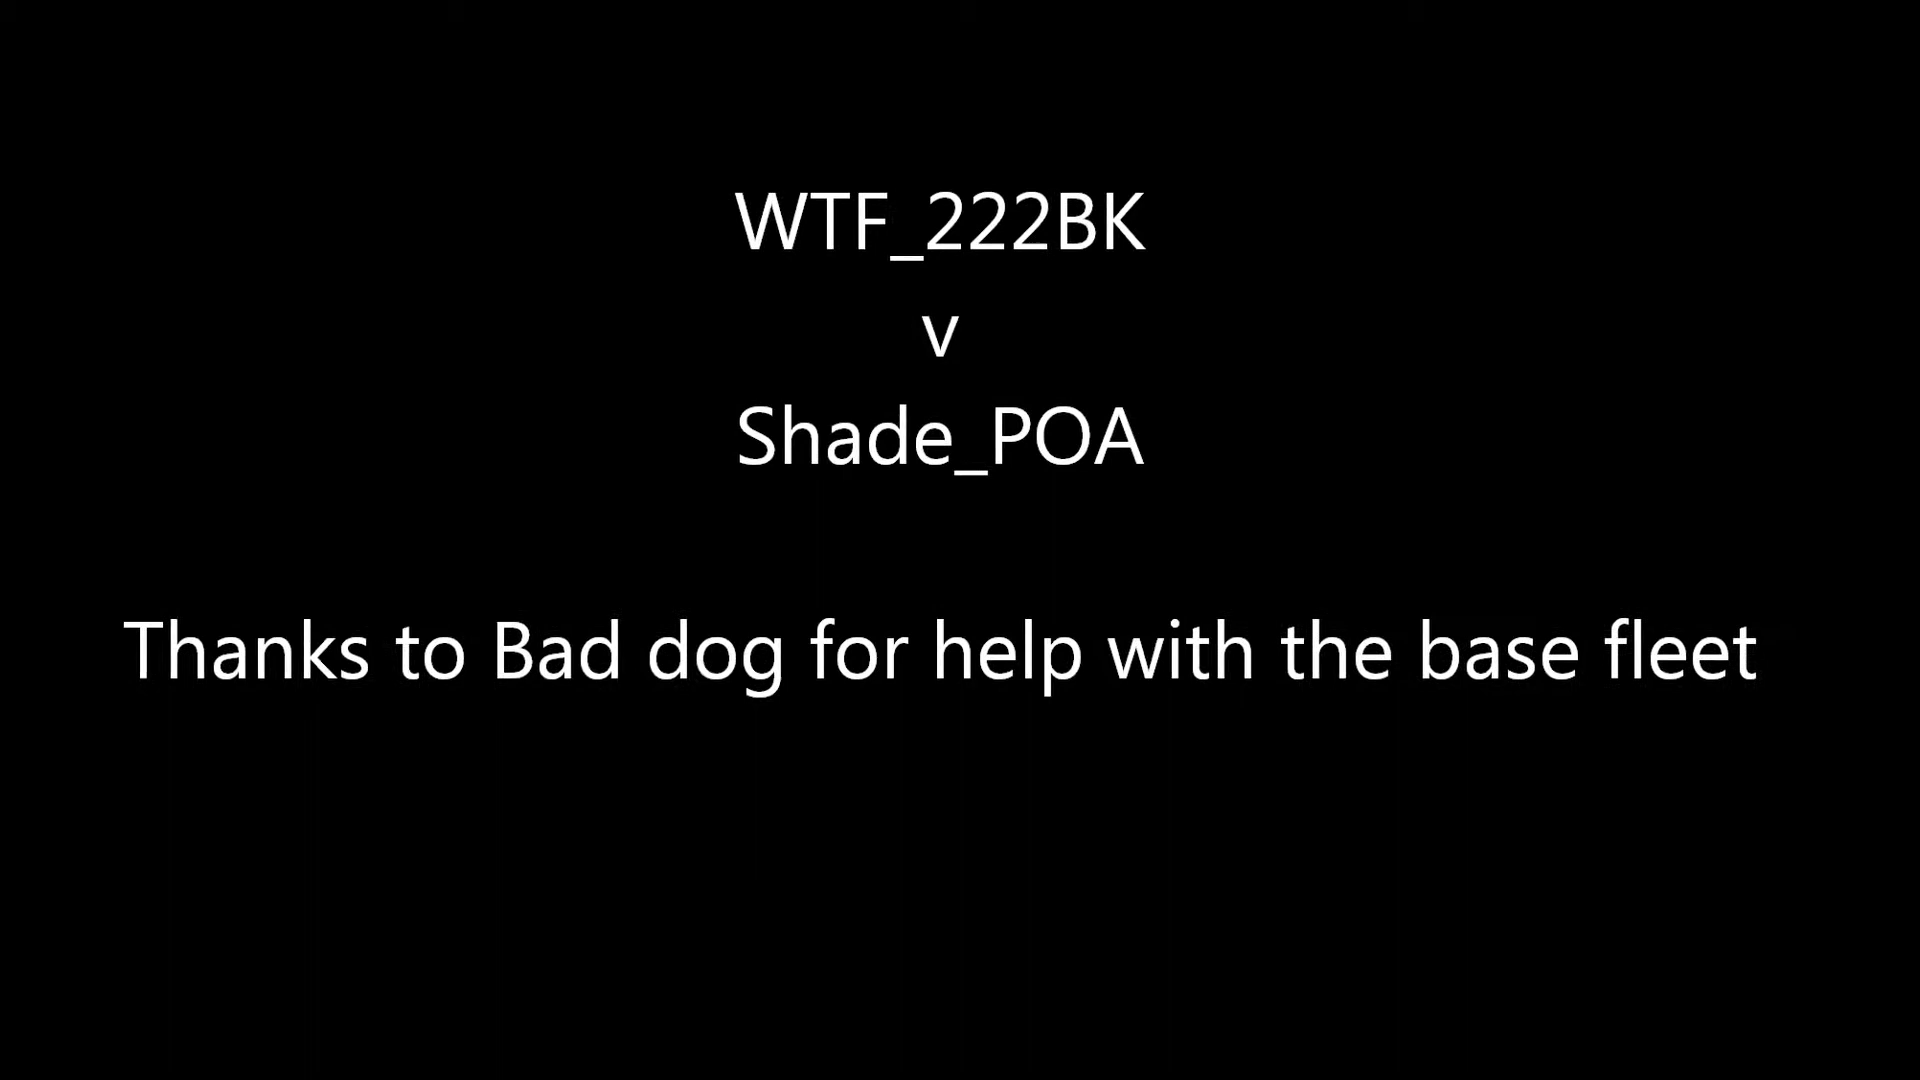 WTF_222BK
v
Shade_POA
Thanks to Bad dog for help with the base fleet